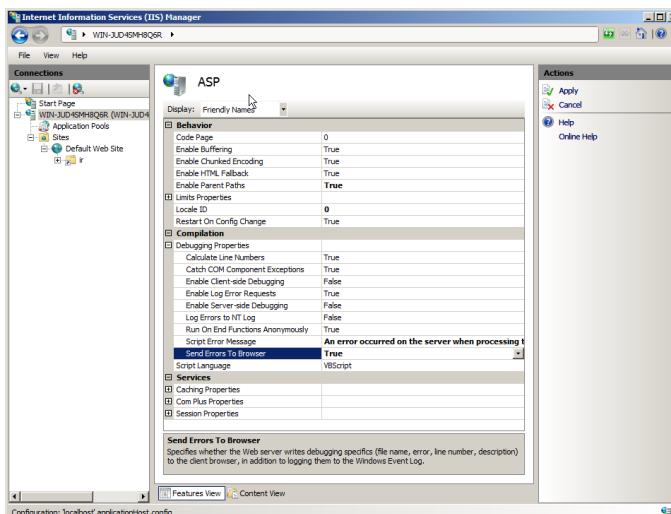 Internet Information Services (IIS) Manager
WIN-JUD4SMH8Q6R
File View Help
Connections
Start Page
WIN-JUD4SMH8Q6R (WIN-JUD4
Application Pools
Sites
Default Web Site
ir
ASP
Display: Friendly Names
Behavior
Code Page 0
Enable Buffering True
Enable Chunked Encoding True
Enable HTML Fallback True
Enable Parent Paths True
Limits Properties
Locale ID 0
Restart On Config Change True
Compilation
Debugging Properties
Calculate Line Numbers True
Catch COM Component Exceptions True
Enable Client-side Debugging False
Enable Log Error Requests True
Enable Server-side Debugging False
Log Errors to NT Log False
Run On End Functions Anonymously True
Script Error Message An error occurred on the server when processing t
Send Errors To Browser True
Script Language VBScript
Services
Caching Properties
Com Plus Properties
Session Properties
Send Errors To Browser
Specifies whether the Web server writes debugging specifics (file name, error, line number, description)
to the client browser, in addition to logging them to the Windows Event Log.
Features View Content View
Actions
Apply
Cancel
Help
Online Help
Configuration: 'localhost' applicationHost.config